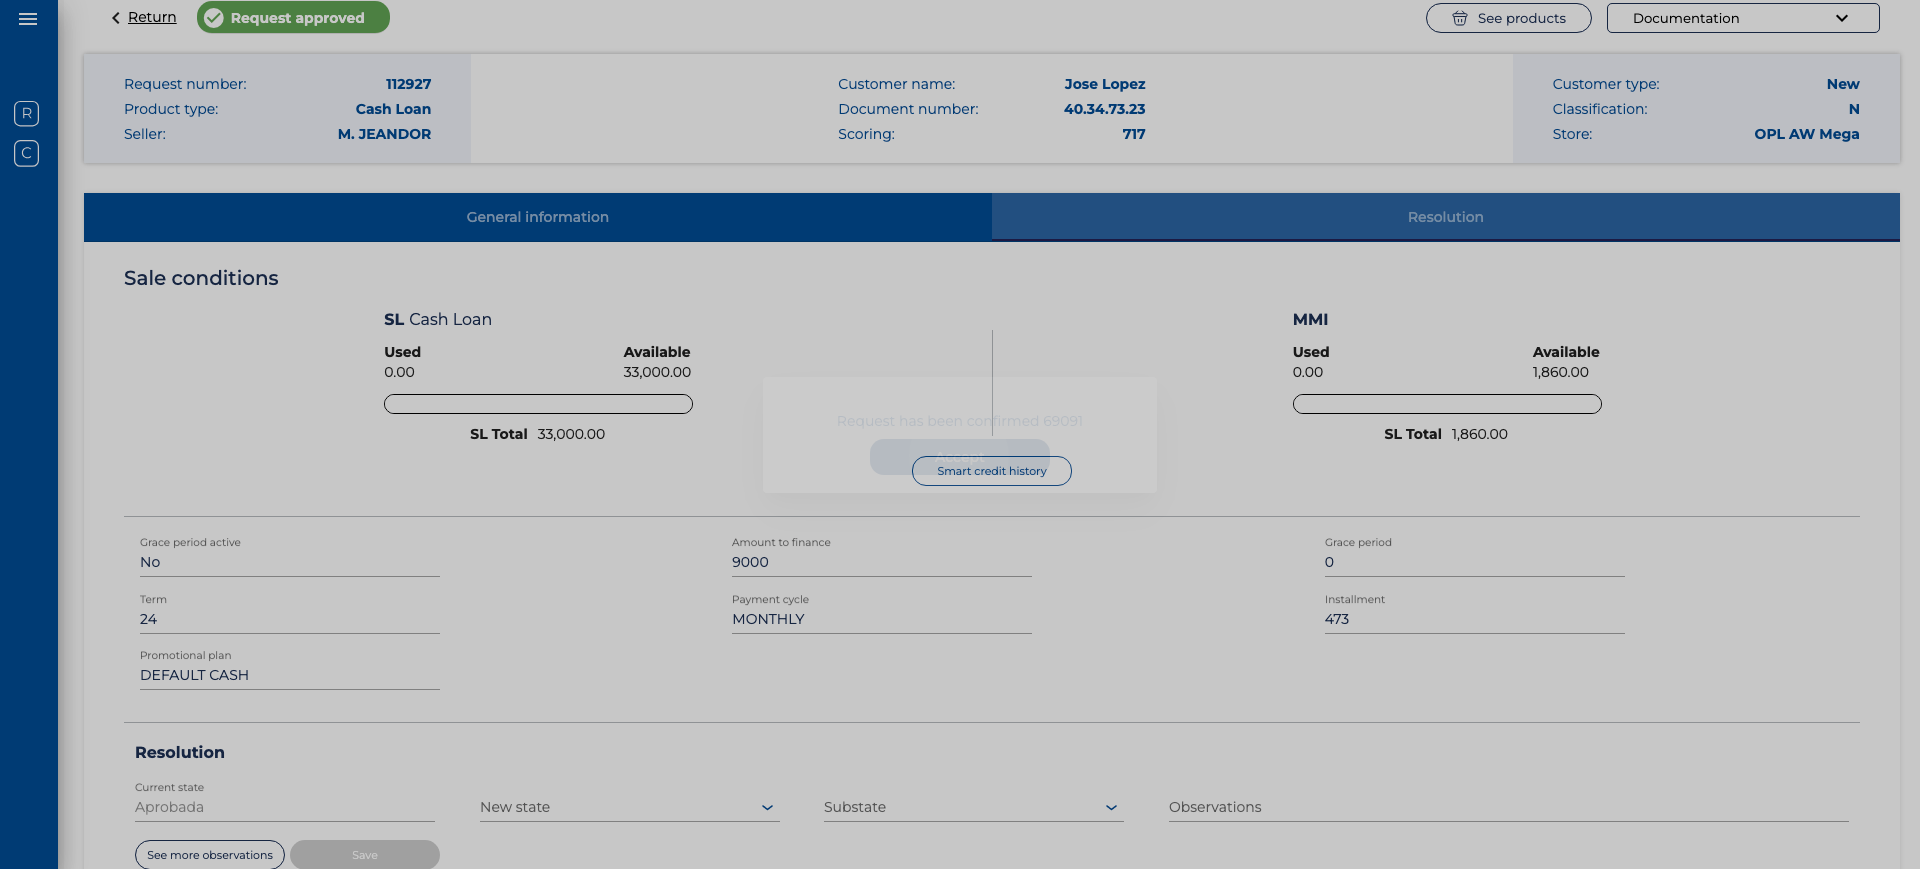 Return
Request approved
See products
Documentation
R
C
Request number: 112927
Product type: Cash Loan
Seller: M. JEANDOR
Customer name: Jose Lopez
Document number: 40.34.73.23
Scoring: 717
Customer type: New
Classification: N
Store: OPL AW Mega
General information
Resolution
Sale conditions
SL Cash Loan
Used Available
0.00 33,000.00
SL Total 33,000.00
MMI
Used Available
0.00 1,860.00
SL Total 1,860.00
Request has been confirmed 69091
Accept
Smart credit history
Grace period active
No
Amount to finance
9000
Grace period
0
Term
24
Payment cycle
MONTHLY
Installment
473
Promotional plan
DEFAULT CASH
Resolution
Current state
Aprobada
New state
Substate
Observations
See more observations
Save